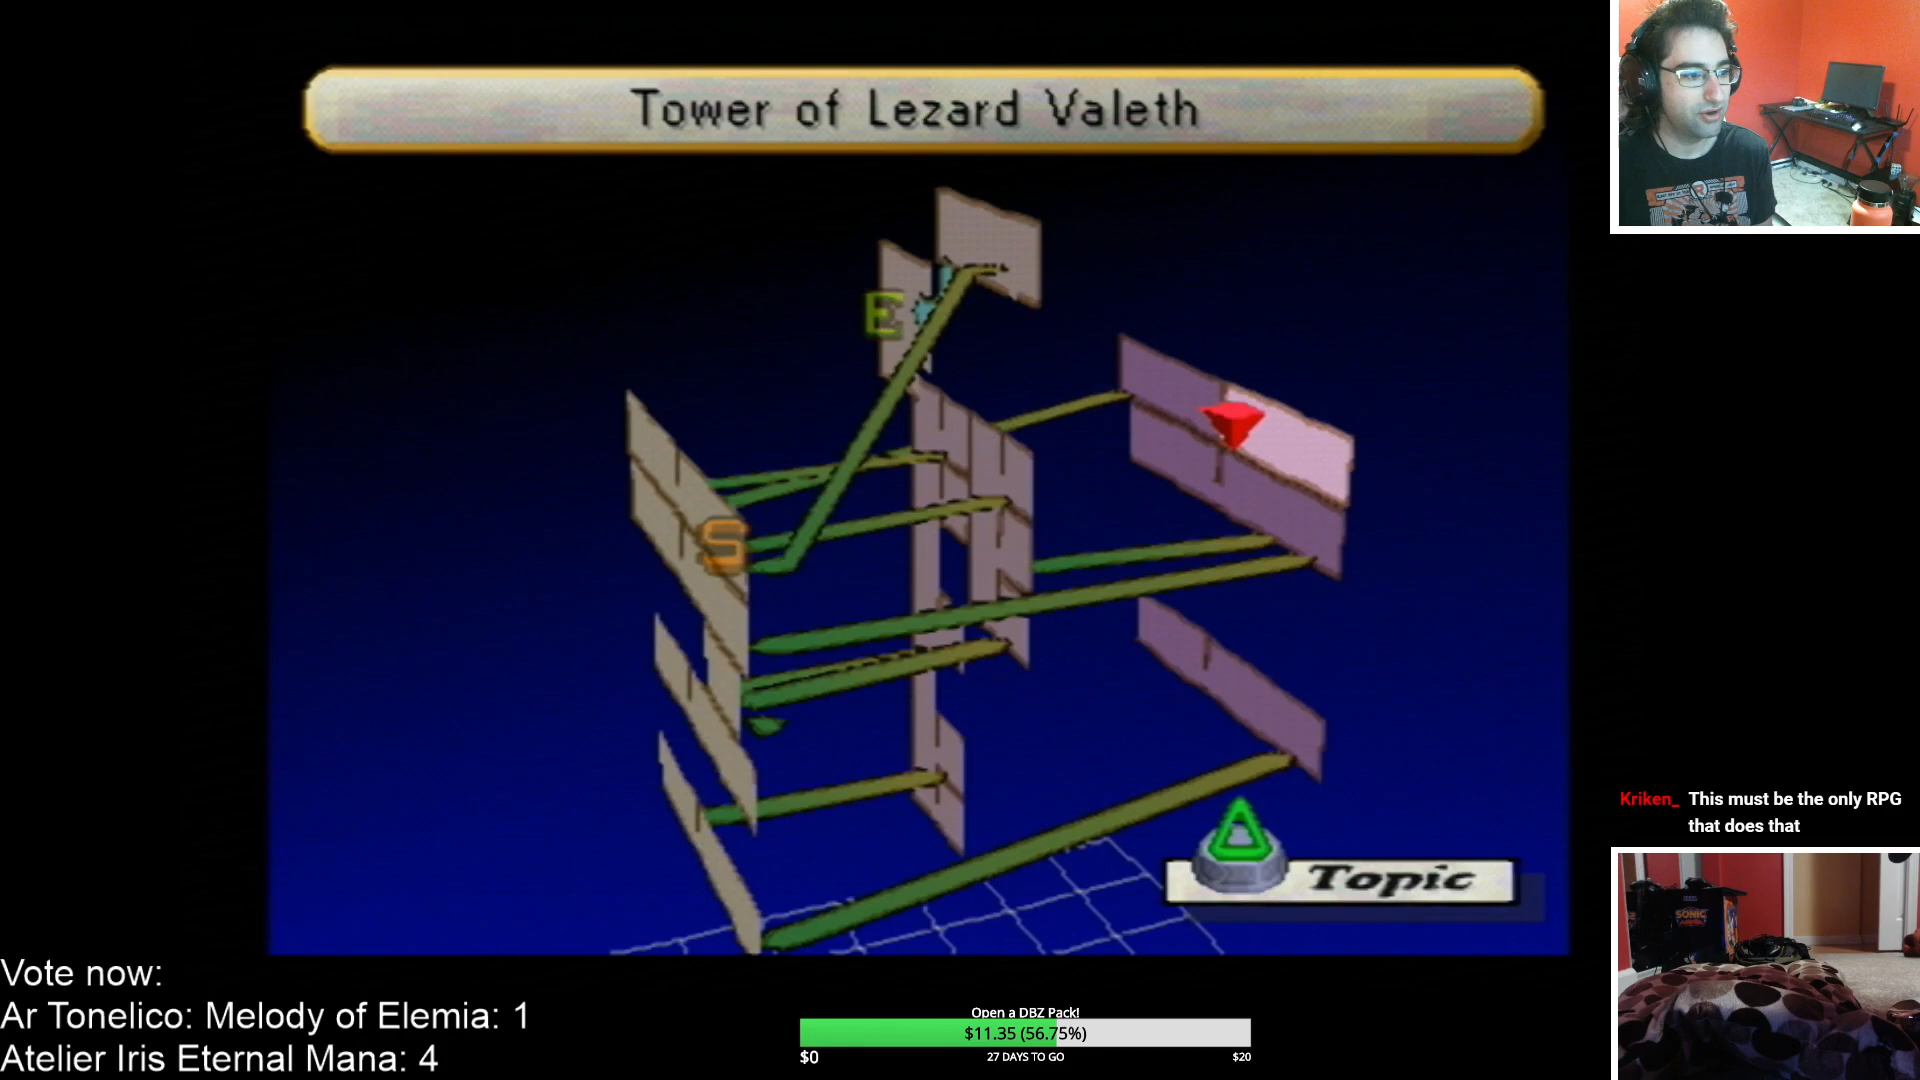 Tower of Lezard Valeth
E
S
Topic
Kriken_ This must be the only RPG
that does that
SONIC
Vote now:
Ar Tonelico: Melody of Elemia: 1
Atelier Iris Eternal Mana: 4
Open a DBZ Pack!
$11.35 (56.75%)
$0 27 DAYS TO GO $20